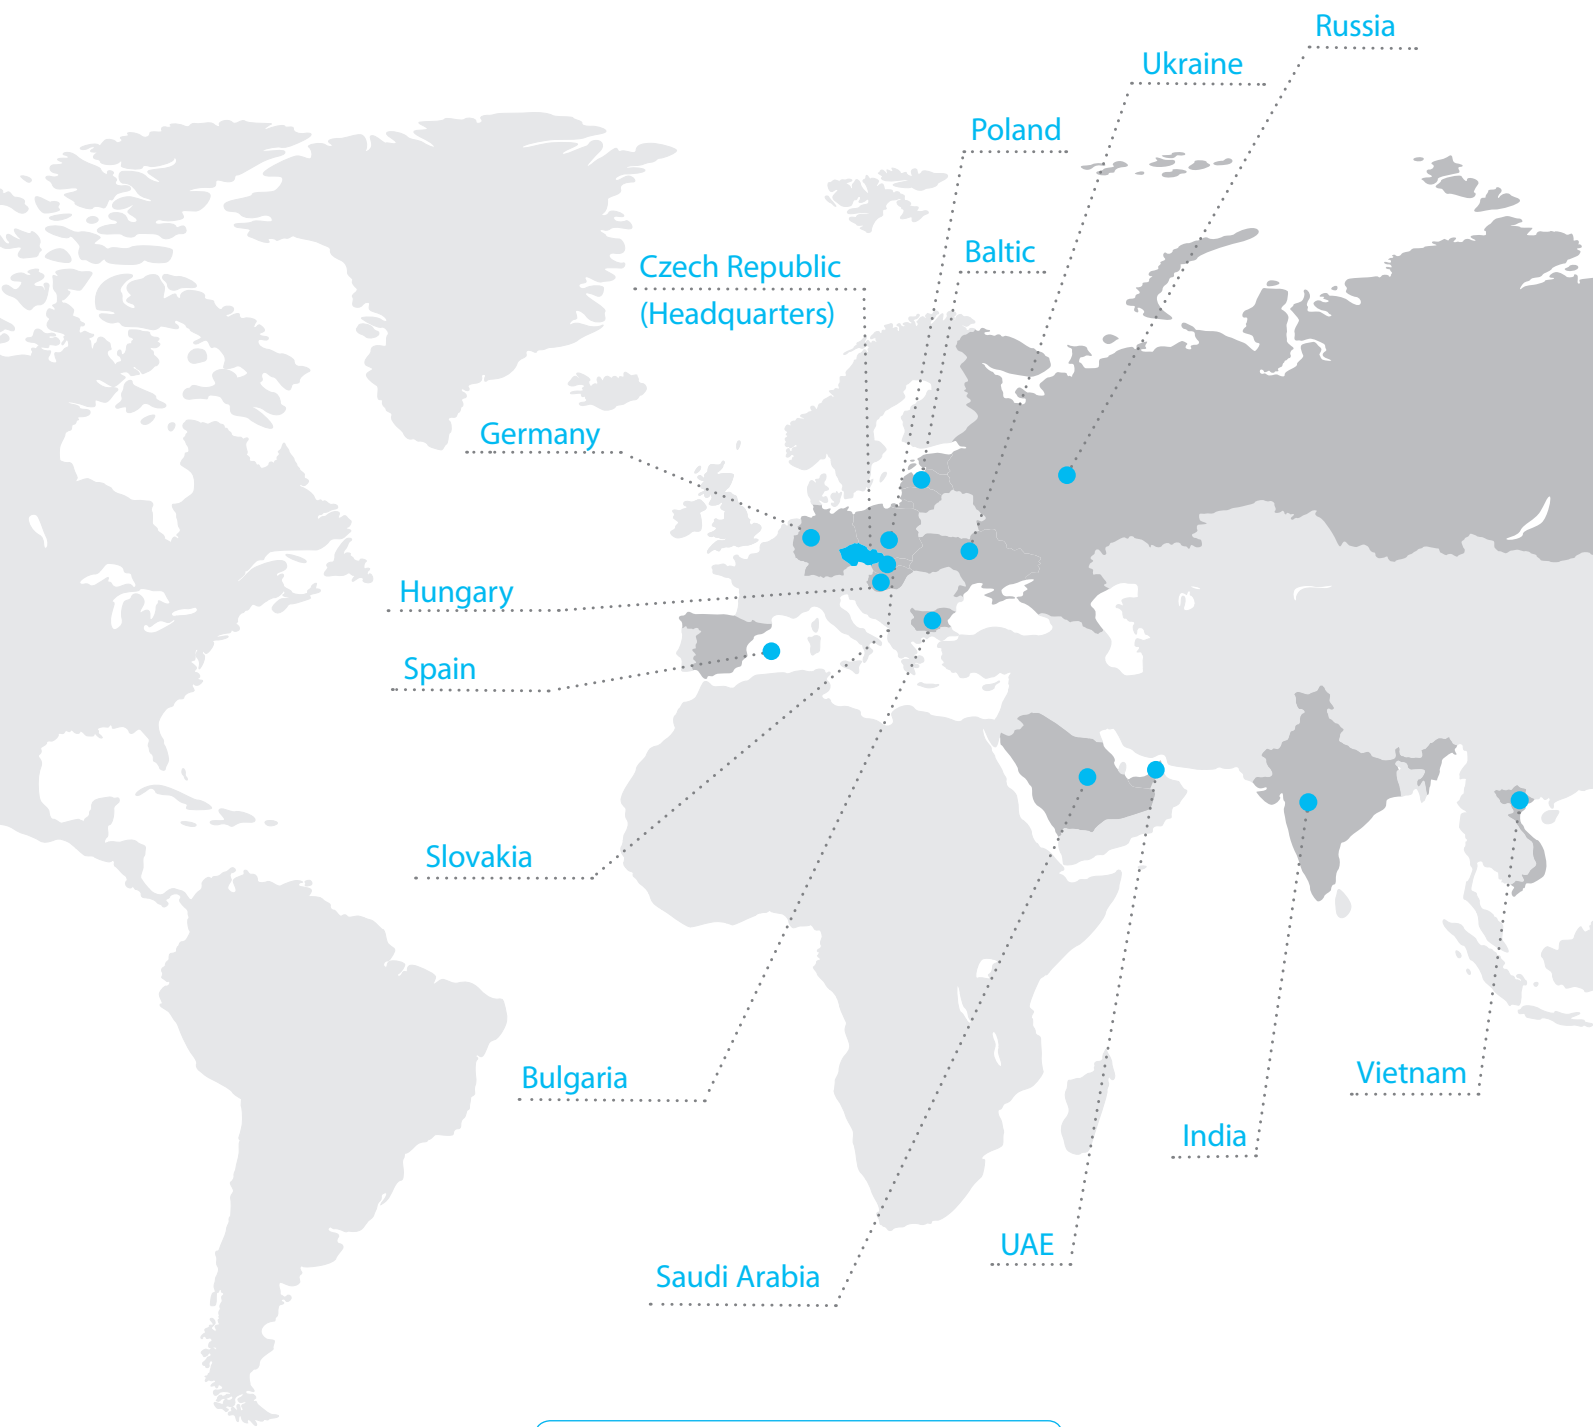 Russia
Ukraine
Poland
Baltic
Czech Republic
(Headquarters)
Germany
Hungary
Spain
Slovakia
Bulgaria
Vietnam
India
UAE
Saudi Arabia